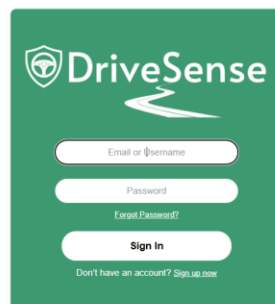 DriveSense
Email or Username
Password
Forgot Password?
Sign In
Don't have an account? Sign up now